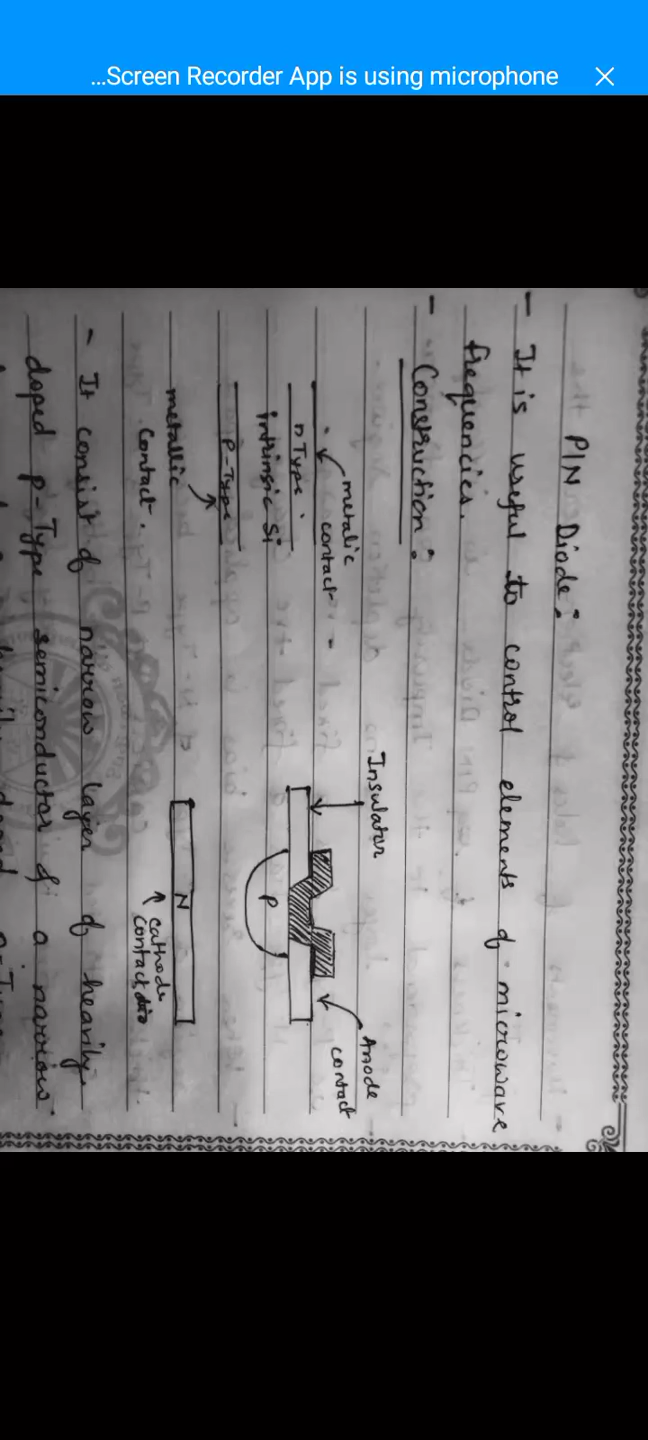 ...Screen Recorder App is using microphone
PIN Diode:
- It is useful to control elements of microwave
frequencies.
- Construction:
Insulator
metalic
contact
Anode
contact
n Type
intrinsic Si
P
P-Type
N
metallic
contact.
cathode
contact
- It consist of narrow layer of heavily
doped p-Type semiconductor & a narrow